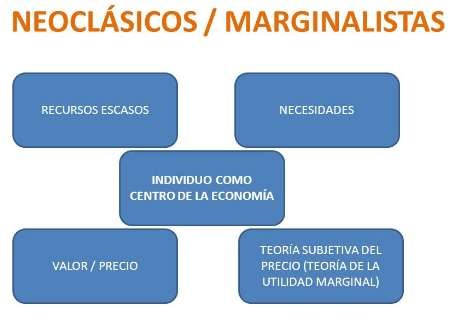 NEOCLÁSICOS / MARGINALISTAS
RECURSOS ESCASOS
NECESIDADES
INDIVIDUO COMO
CENTRO DE LA ECONOMÍA
VALOR / PRECIO
TEORÍA SUBJETIVA DEL
PRECIO (TEORÍA DE LA
UTILIDAD MARGINAL)